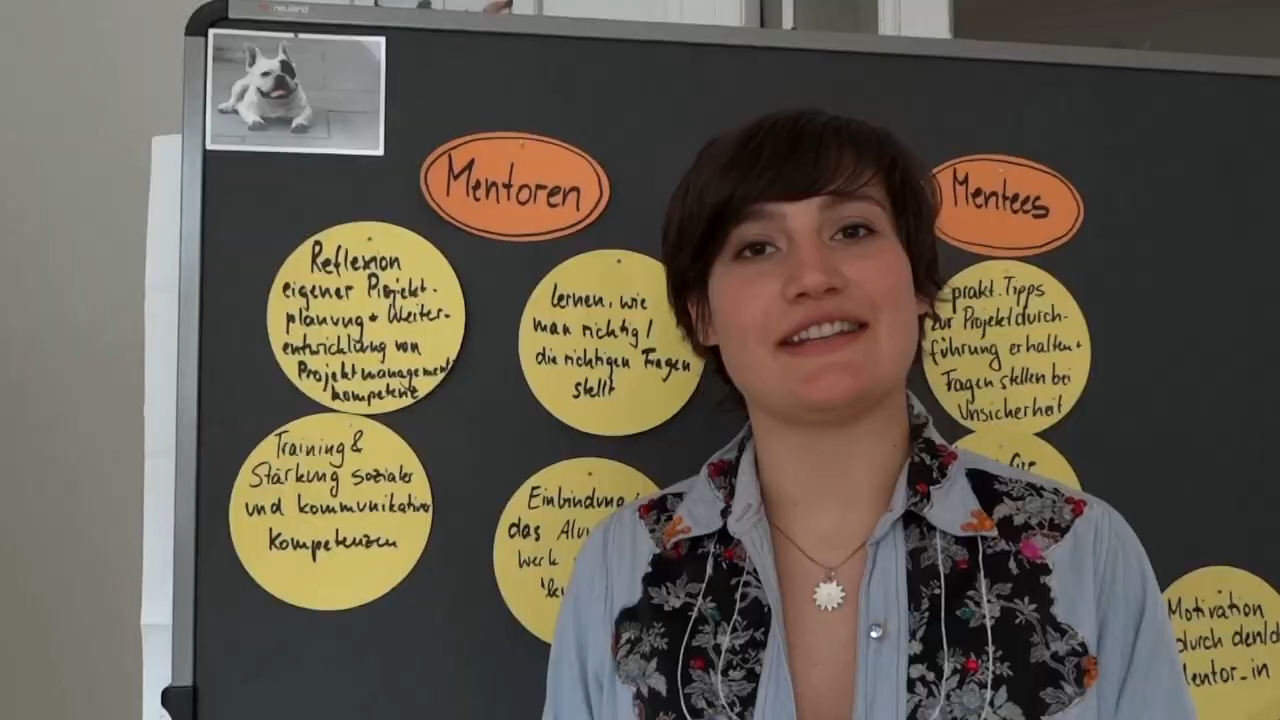 neuland
Mentoren
Mentees
Reflexion
eigener Projekt-
planung + Weiter-
entwicklung von
Projektmanagement
kompetenz
lernen, wie
man richtig/
die richtigen Fragen
stellt
prakt. Tipps
zur Projektdurch-
führung erhalten +
Fragen stellen bei
Unsicherheit
Training &
Stärkung sozialer
und kommunikativer
Kompetenzen
Einbindung
das
werk
Motivation
durch den/d
Mentor_in